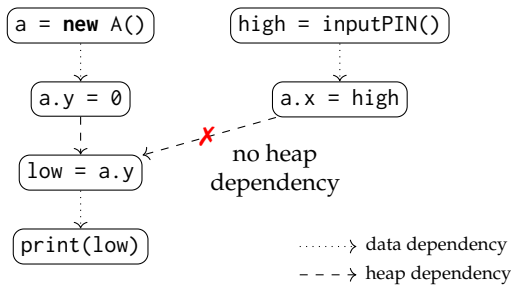 a = new A()
high = inputPIN()
a.y = 0
a.x = high
✗
no heap
dependency
low = a.y
print(low)
data dependency
heap dependency